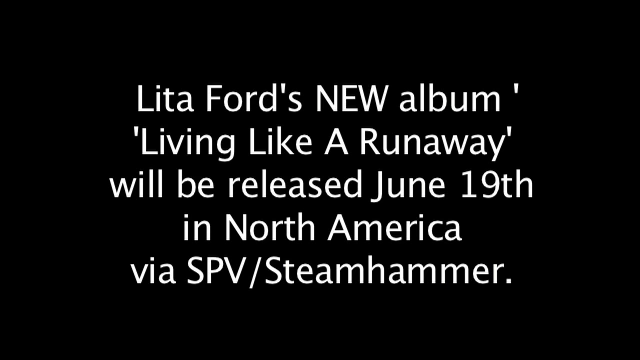 Lita Ford's NEW album '
'Living Like A Runaway'
will be released June 19th
in North America
via SPV/Steamhammer.